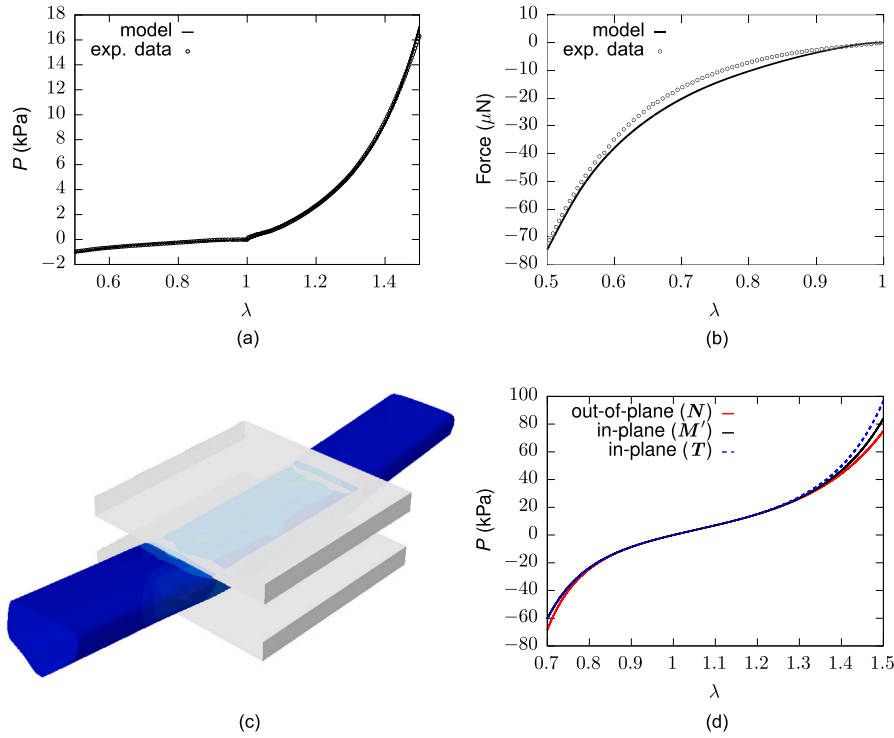 model
exp. data
18
16
14
12
10
8
6
4
2
0
−2
P (kPa)
0.6 0.8 1 1.2 1.4
λ
(a)
model
exp. data
10
0
−10
−20
−30
−40
−50
−60
−70
−80
Force (μN)
0.5 0.6 0.7 0.8 0.9 1
λ
(b)
(c)
out-of-plane (N)
in-plane (M′)
in-plane (T)
100
80
60
40
20
0
−20
−40
−60
−80
P (kPa)
0.7 0.8 0.9 1 1.1 1.2 1.3 1.4 1.5
λ
(d)